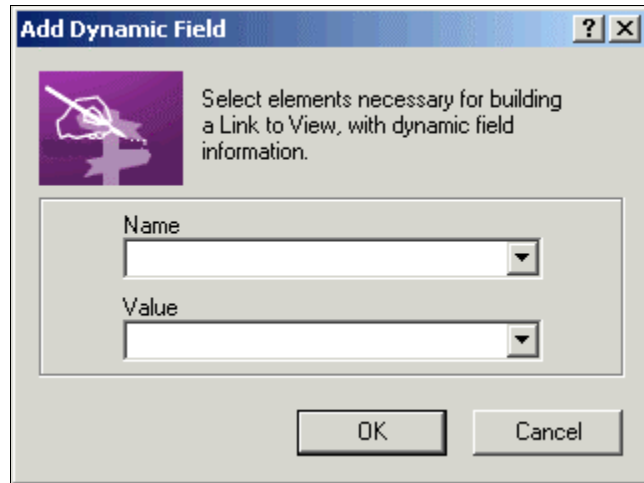 Add Dynamic Field
Select elements necessary for building
a Link to View, with dynamic field
information.
Name
Value
OK
Cancel